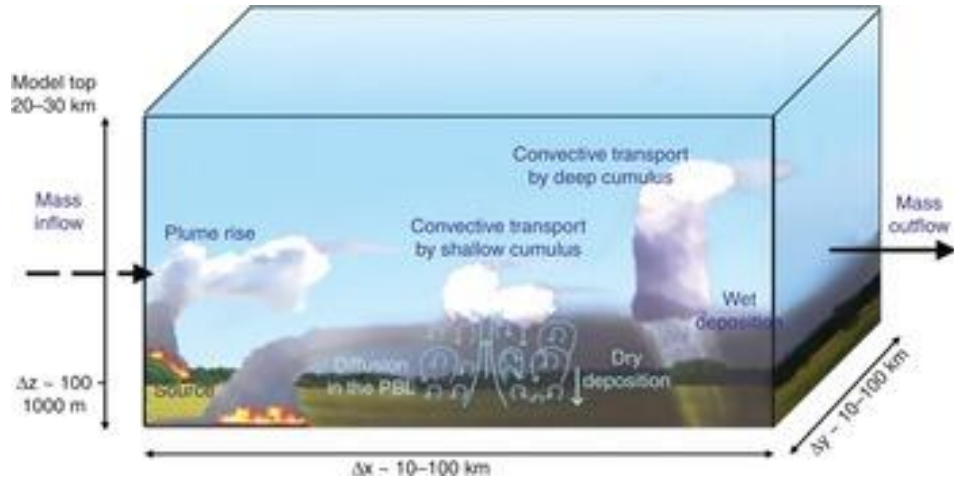 Model top
20–30 km
Mass
inflow
Plume rise
Convective transport
by shallow cumulus
Convective transport
by deep cumulus
Mass
outflow
Wet
deposition
Source
Diffusion
in the PBL
Dry
deposition
Δz ~ 100
1000 m
Δx ~ 10–100 km
Δy ~ 10–100 km